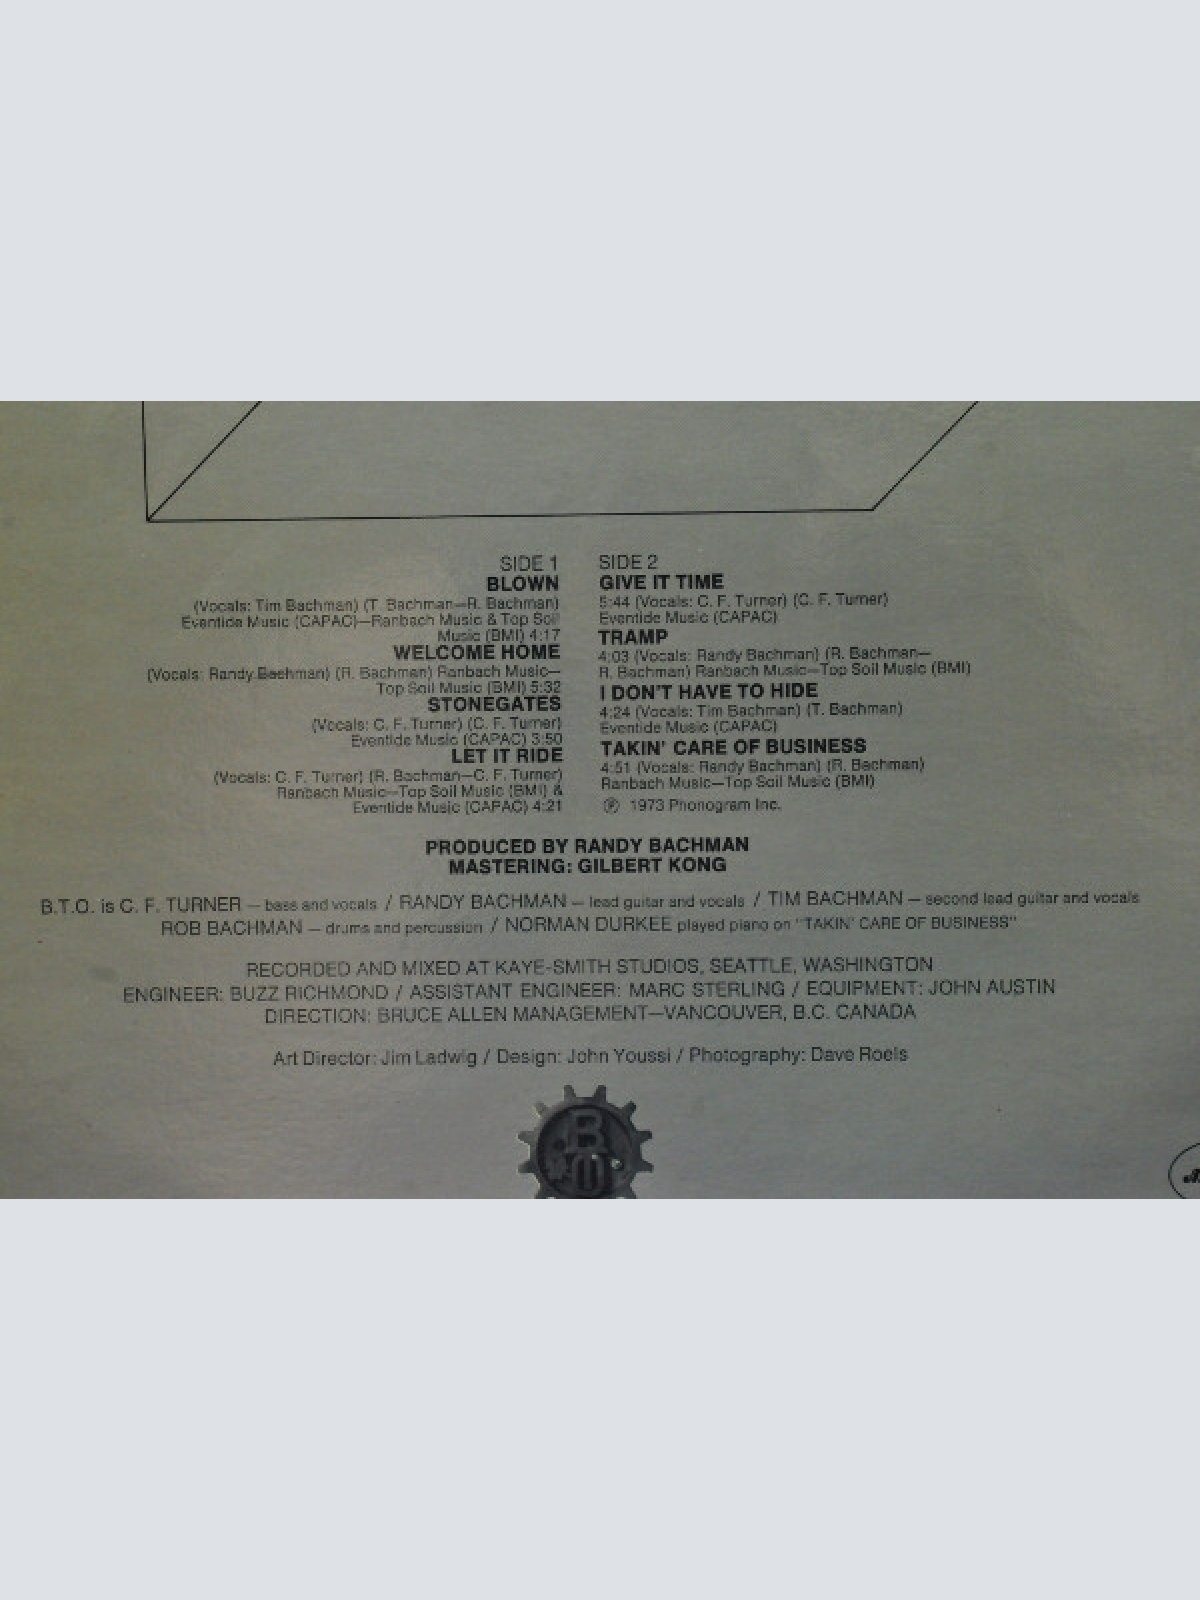 SIDE 1
BLOWN
(Vocals: Tim Bachman) (T. Bachman—R. Bachman)
Eventide Music (CAPAC)—Ranbach Music & Top Soil
Music (BMI) 4:17
WELCOME HOME
(Vocals: Randy Bachman) (R. Bachman) Ranbach Music—
Top Soil Music (BMI) 5:32
STONEGATES
(Vocals: C. F. Turner) (C. F. Turner)
Eventide Music (CAPAC) 3:50
LET IT RIDE
(Vocals: C. F. Turner) (R. Bachman—C. F. Turner)
Ranbach Music—Top Soil Music (BMI) &
Eventide Music (CAPAC) 4:21
SIDE 2
GIVE IT TIME
5:44 (Vocals: C. F. Turner) (C. F. Turner)
Eventide Music (CAPAC)
TRAMP
4:03 (Vocals: Randy Bachman) (R. Bachman—
R. Bachman) Ranbach Music—Top Soil Music (BMI)
I DON'T HAVE TO HIDE
4:24 (Vocals: Tim Bachman) (T. Bachman)
Eventide Music (CAPAC)
TAKIN' CARE OF BUSINESS
4:51 (Vocals: Randy Bachman) (R. Bachman)
Ranbach Music—Top Soil Music (BMI)
℗ 1973 Phonogram Inc.
PRODUCED BY RANDY BACHMAN
MASTERING: GILBERT KONG
B.T.O. is C. F. TURNER — bass and vocals / RANDY BACHMAN — lead guitar and vocals / TIM BACHMAN — second lead guitar and vocals
ROB BACHMAN — drums and percussion / NORMAN DURKEE played piano on "TAKIN' CARE OF BUSINESS"
RECORDED AND MIXED AT KAYE-SMITH STUDIOS, SEATTLE, WASHINGTON
ENGINEER: BUZZ RICHMOND / ASSISTANT ENGINEER: MARC STERLING / EQUIPMENT: JOHN AUSTIN
DIRECTION: BRUCE ALLEN MANAGEMENT—VANCOUVER, B.C. CANADA
Art Director: Jim Ladwig / Design: John Youssi / Photography: Dave Roels